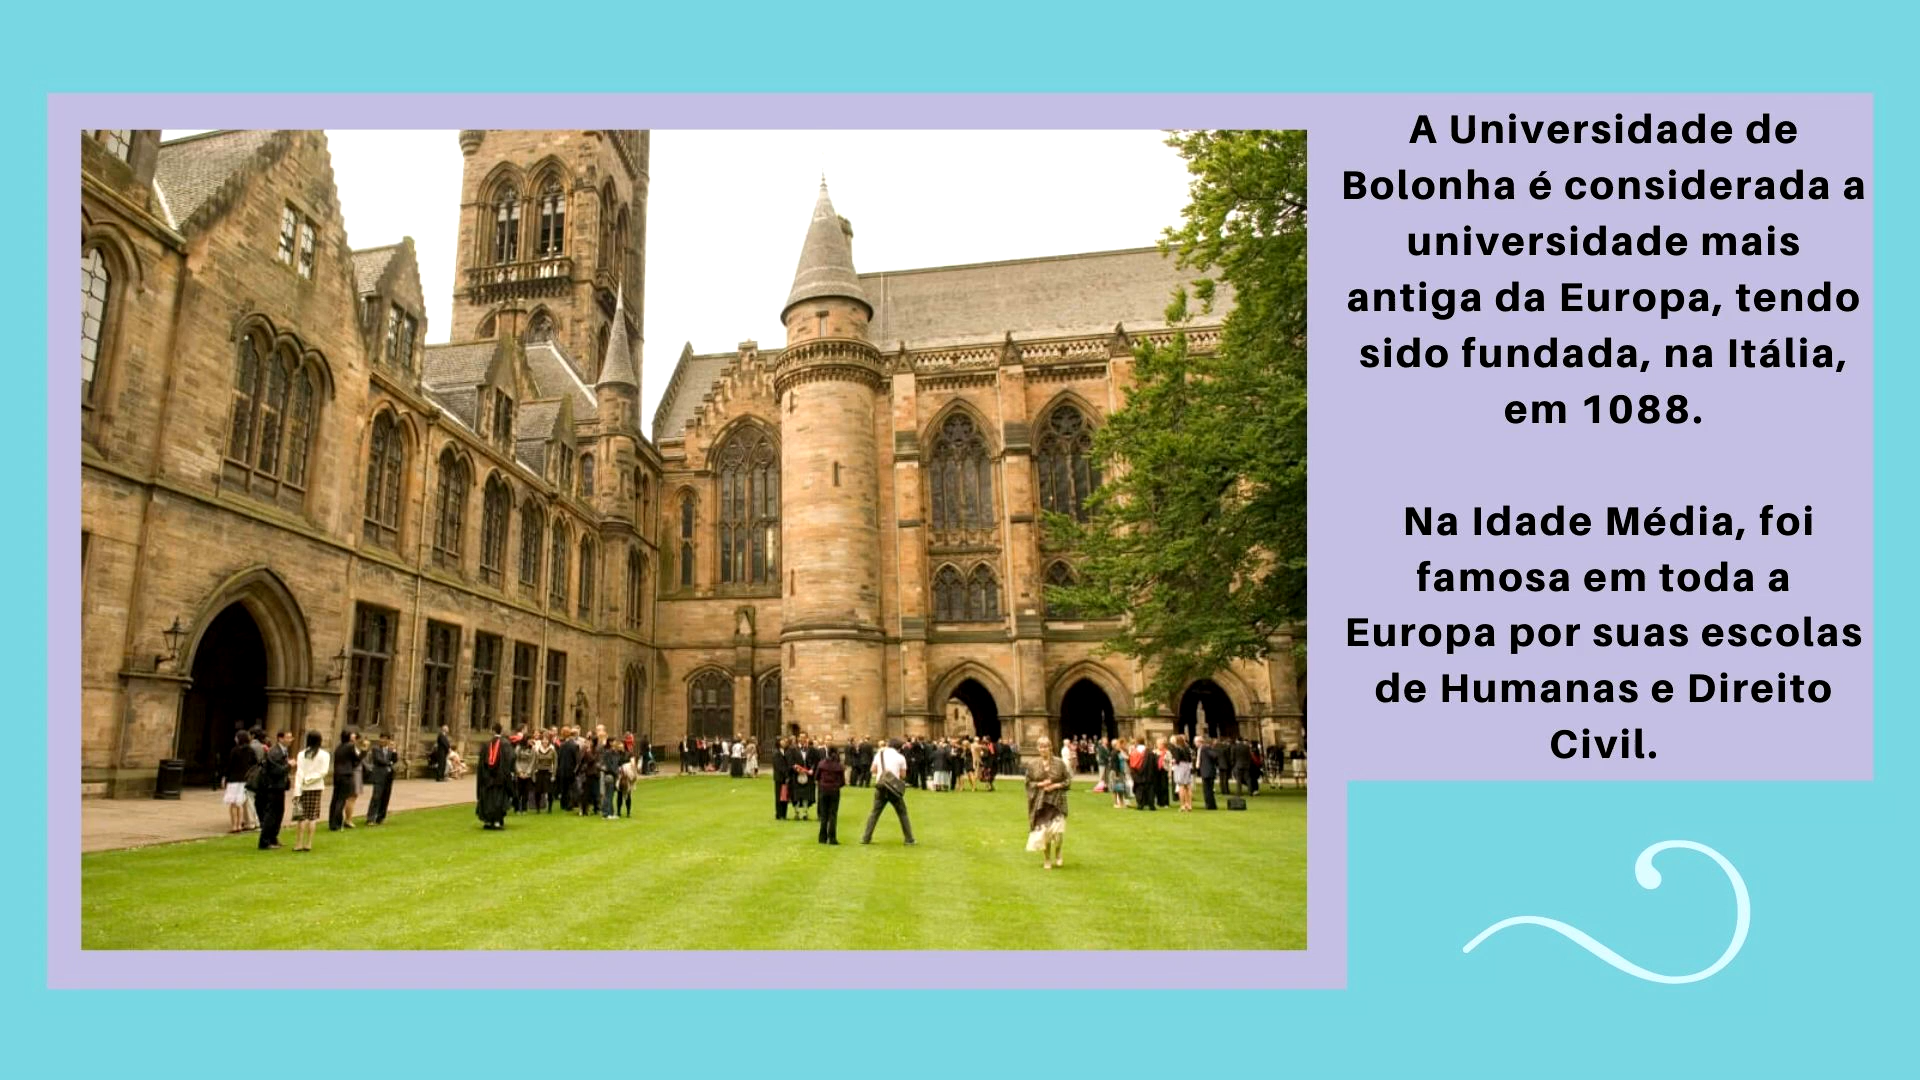 A Universidade de
Bolonha é considerada a
universidade mais
antiga da Europa, tendo
sido fundada, na Itália,
em 1088.
Na Idade Média, foi
famosa em toda a
Europa por suas escolas
de Humanas e Direito
Civil.